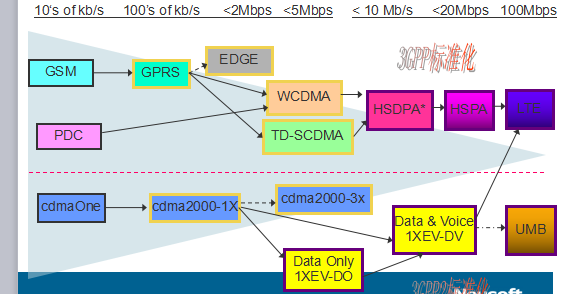 10's of kb/s 100's of kb/s <2Mbps <5Mbps < 10 Mb/s <20Mbps 100Mbps
3GPP标准化
EDGE
GSM GPRS
WCDMA
HSDPA* HSPA LTE
PDC TD-SCDMA
cdmaOne cdma2000-1X cdma2000-3x
Data & Voice
1XEV-DV
UMB
Data Only
1XEV-DO
3GPP标准化
Neusoft